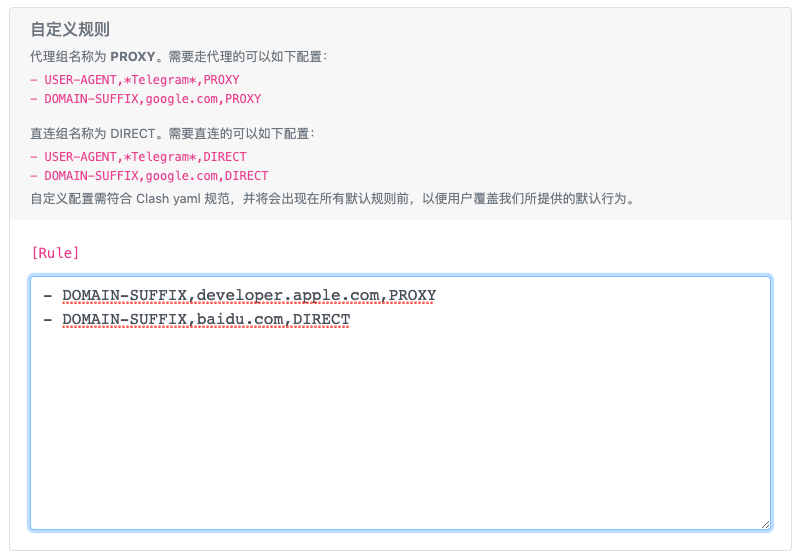 自定义规则
代理组名称为 PROXY。需要走代理的可以如下配置：
- USER-AGENT,*Telegram*,PROXY
- DOMAIN-SUFFIX,google.com,PROXY
直连组名称为 DIRECT。需要直连的可以如下配置：
- USER-AGENT,*Telegram*,DIRECT
- DOMAIN-SUFFIX,google.com,DIRECT
自定义配置需符合 Clash yaml 规范，并将会出现在所有默认规则前，以便用户覆盖我们所提供的默认行为。
[Rule]
- DOMAIN-SUFFIX,developer.apple.com,PROXY
- DOMAIN-SUFFIX,baidu.com,DIRECT